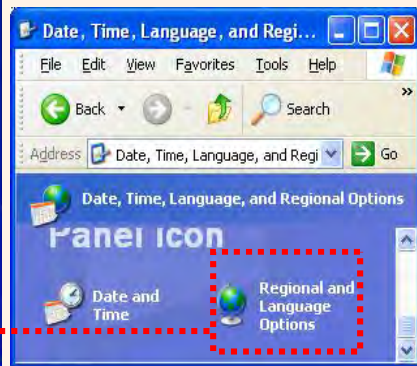 Date, Time, Language, and Regi...
File Edit View Favorites Tools Help
Back Search »
Address Date, Time, Language, and Regi Go
Date, Time, Language, and Regional Options
Panel Icon
Date and
Time
Regional and
Language
Options